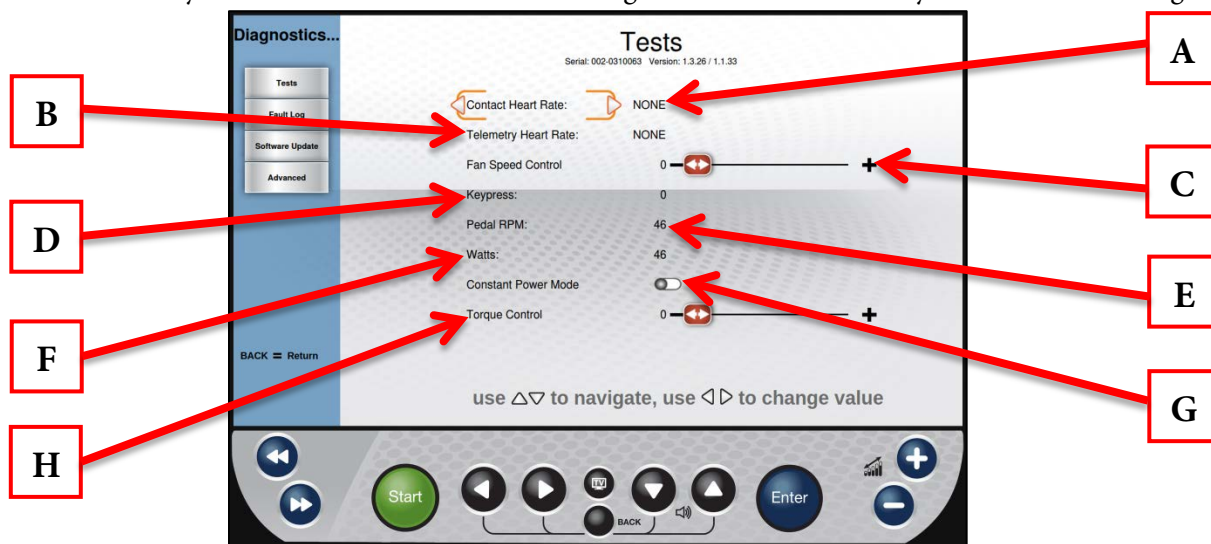 Diagnostics...
Tests
Serial: 002-0310063 Version: 1.3.26 / 1.1.33
A
Tests
Contact Heart Rate: NONE
B
Fault Log
Telemetry Heart Rate: NONE
Software Update
Fan Speed Control 0
Advanced
C
Keypress: 0
D
Pedal RPM: 46
Watts: 46
E
Constant Power Mode
Torque Control 0
F
BACK = Return
use △▽ to navigate, use ◁ ▷ to change value
G
H
Start
TV
BACK
Enter